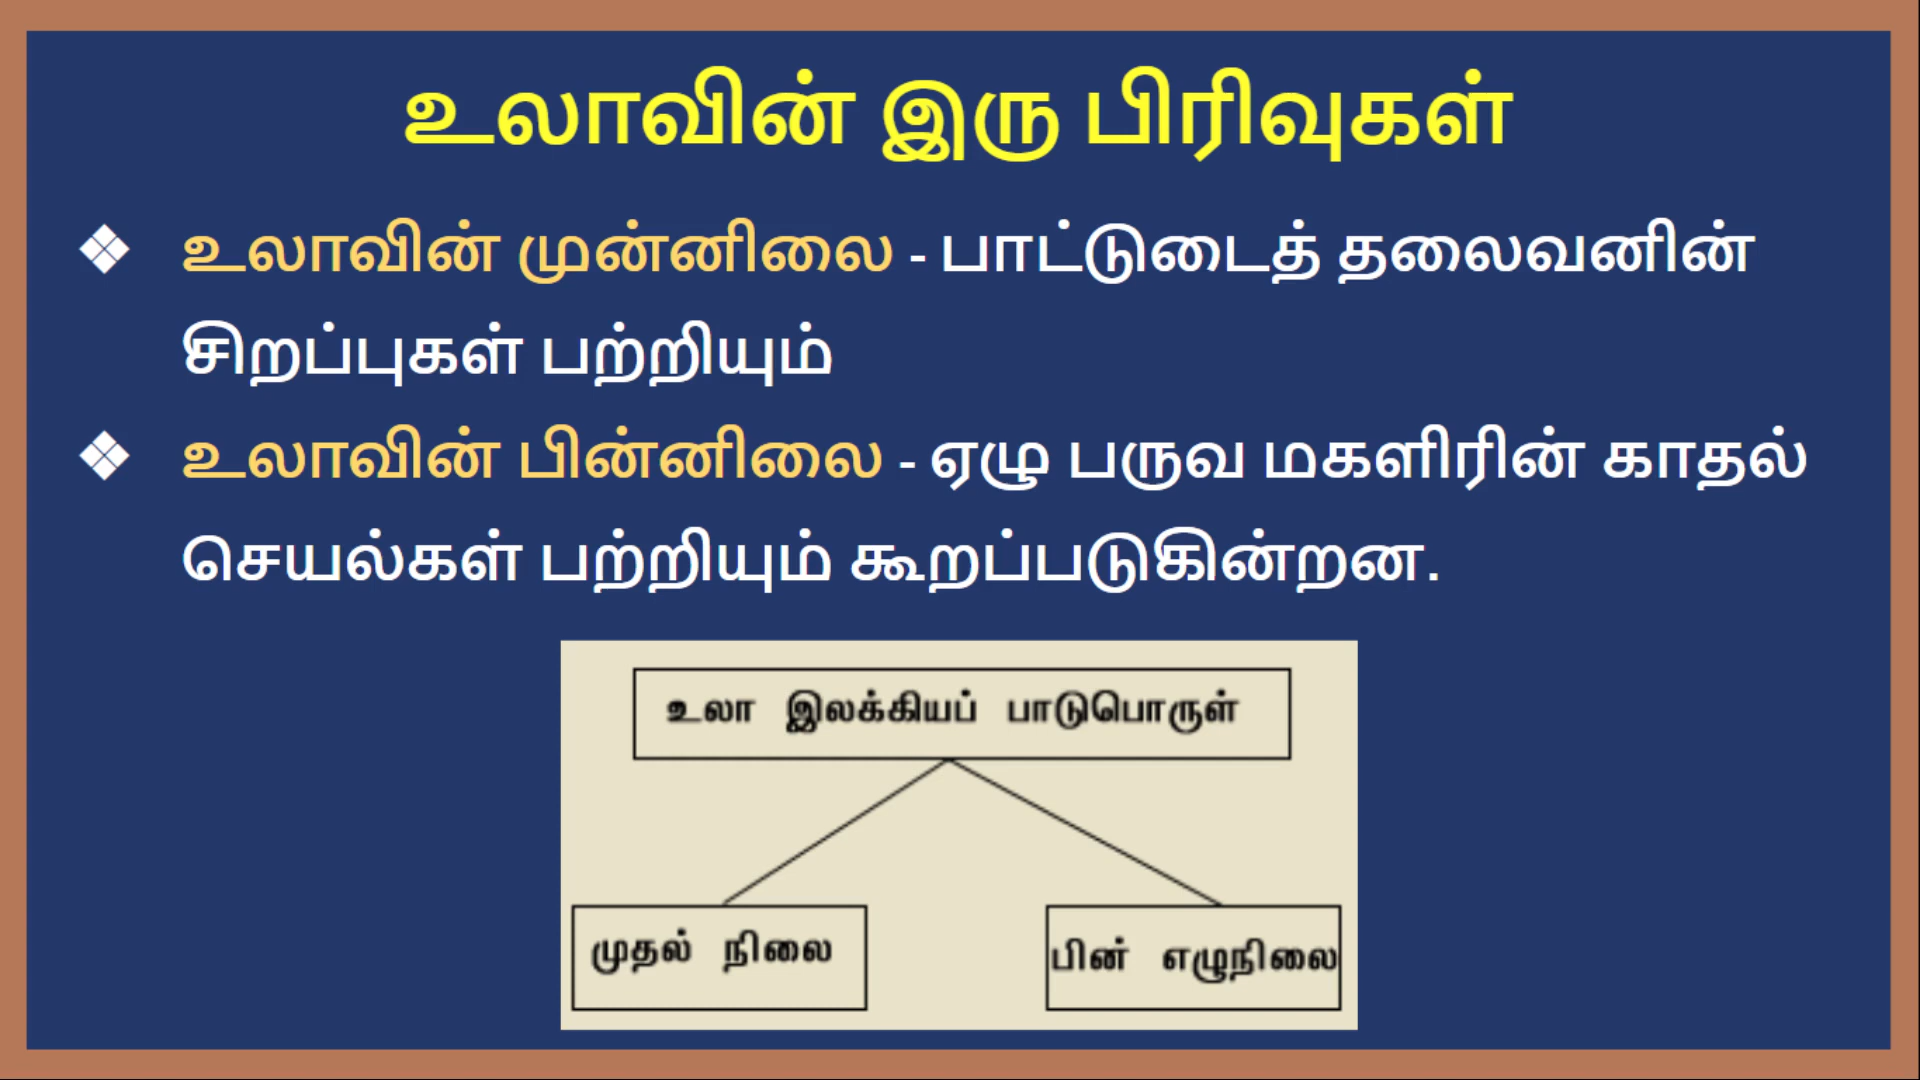 உலாவின் இரு பிரிவுகள்
❖ உலாவின் முன்னிலை - பாட்டுடைத் தலைவனின்
சிறப்புகள் பற்றியும்
❖ உலாவின் பின்னிலை - ஏழு பருவ மகளிரின் காதல்
செயல்கள் பற்றியும் கூறப்படுகின்றன.
உலா இலக்கியப் பாடுபொருள்
முதல் நிலை
பின் எழுநிலை